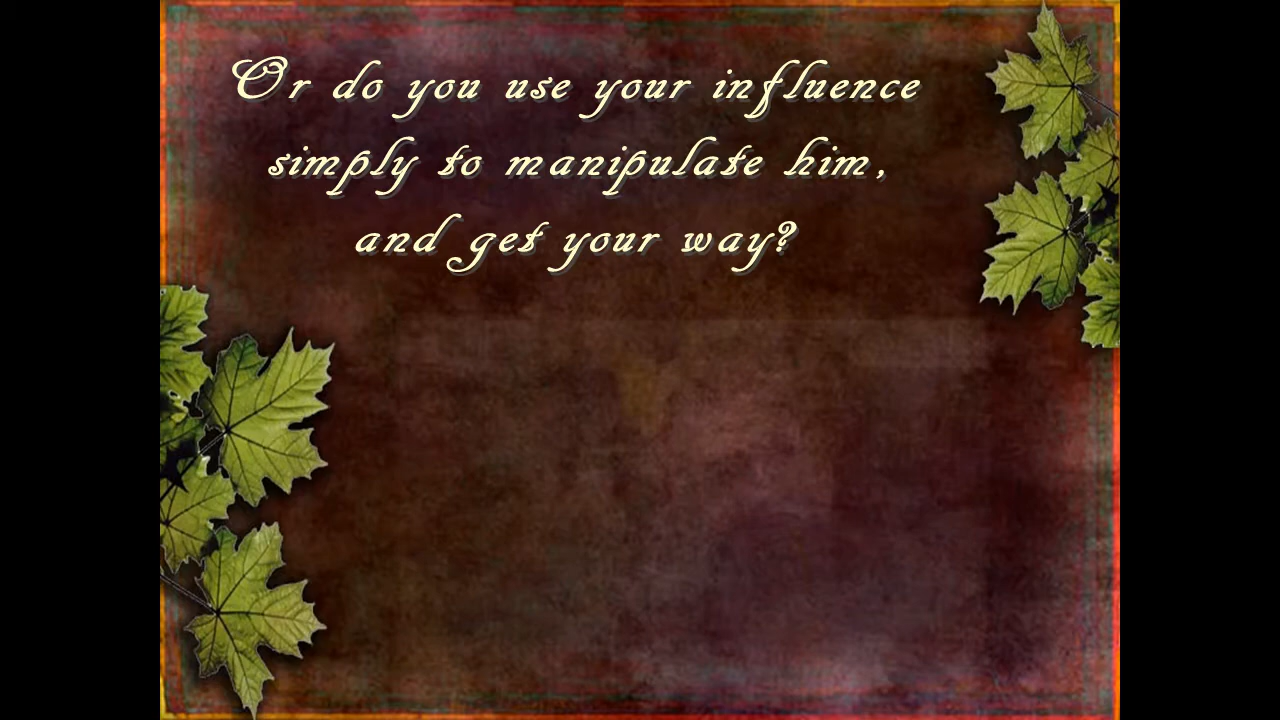 Or do you use your influence
simply to manipulate him,
and get your way?